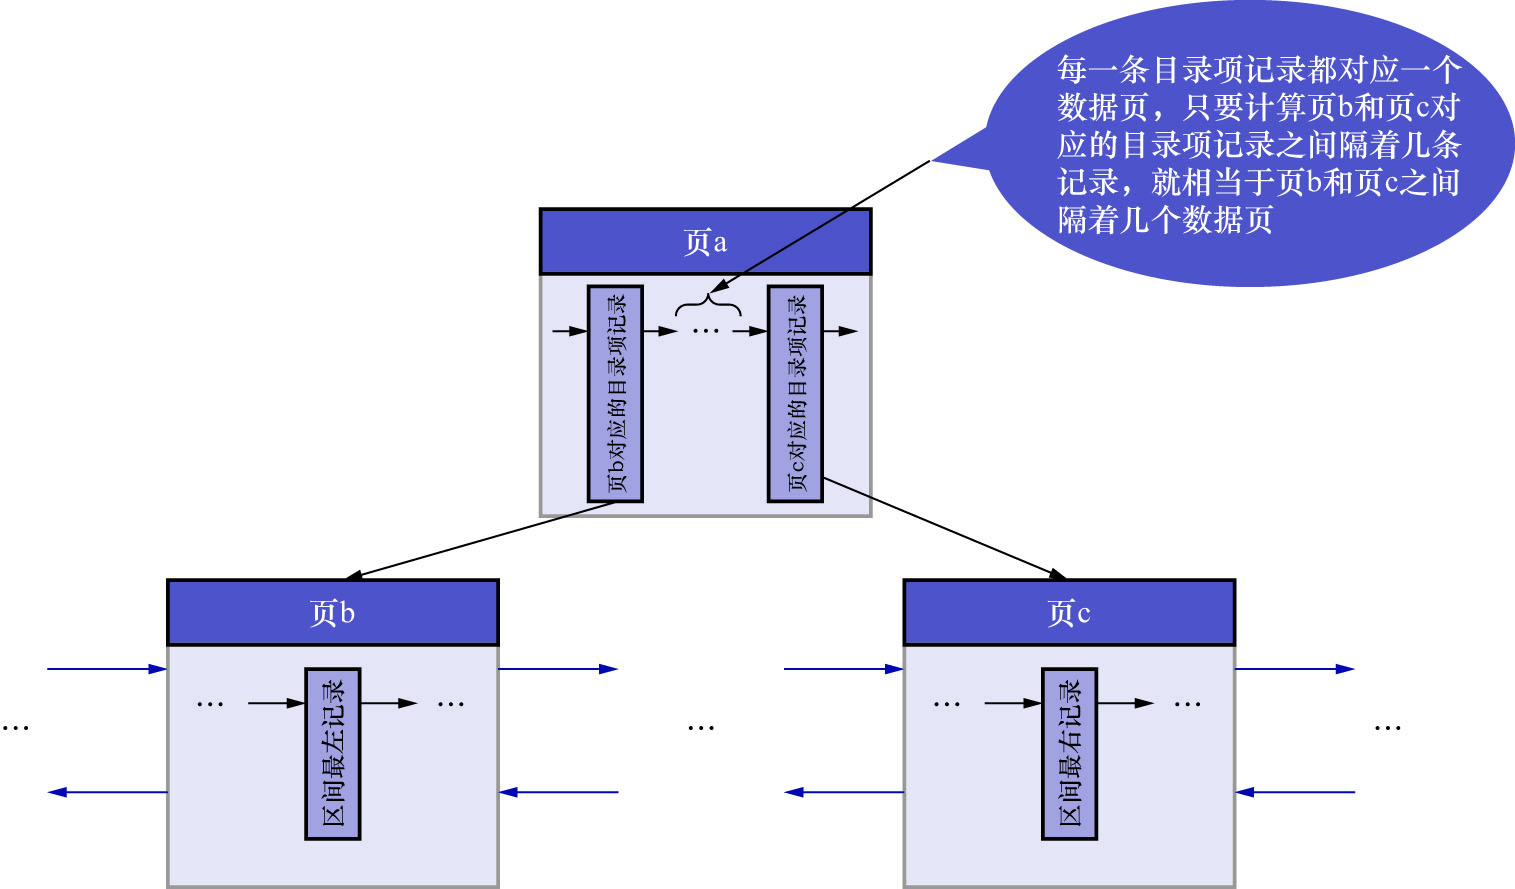 每一条目录项记录都对应一个
数据页，只要计算页b和页c对
应的目录项记录之间隔着几条
记录，就相当于页b和页c之间
隔着几个数据页
页a
页b对应的目录项记录
...
页c对应的目录项记录
页b
页c
...
区间最左记录
...
...
区间最右记录
...
...
...
...